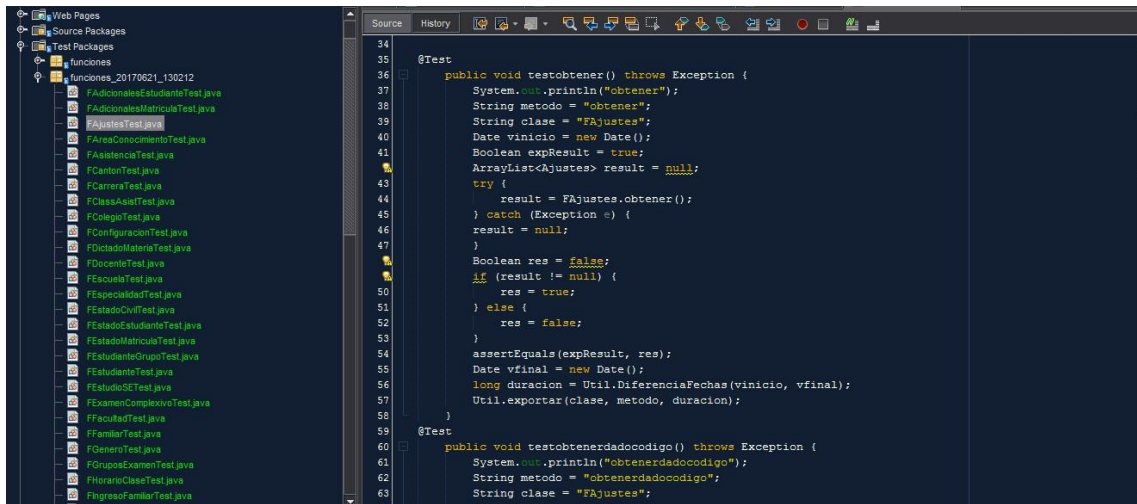 Web Pages
Source Packages
Test Packages
funciones
funciones_20170621_130212
FAdicionalesEstudianteTest.java
FAdicionalesMatriculaTest.java
FAjustesTest.java
FAreaConocimientoTest.java
FAsistenciaTest.java
FCantonTest.java
FCarreraTest.java
FClassAsistTest.java
FColegioTest.java
FConfiguracionTest.java
FDictadoMateriaTest.java
FDocenteTest.java
FEscuelaTest.java
FEspecialidadTest.java
FEstadoCivilTest.java
FEstadoEstudianteTest.java
FEstadoMatriculaTest.java
FEstudianteGrupoTest.java
FEstudianteTest.java
FEstudioSETest.java
FExamenComplexivoTest.java
FFacultadTest.java
FFamiliarTest.java
FGeneroTest.java
FGruposExamenTest.java
FHorarioClaseTest.java
FIngresoFamiliarTest.java
Source History
34
35 @Test
36 public void testobtener() throws Exception {
37 System.out.println("obtener");
38 String metodo = "obtener";
39 String clase = "FAjustes";
40 Date vinicio = new Date();
41 Boolean expResult = true;
ArrayList<Ajustes> result = null;
43 try {
44 result = FAjustes.obtener();
45 } catch (Exception e) {
46 result = null;
47 }
Boolean res = false;
if (result != null) {
50 res = true;
51 } else {
52 res = false;
53 }
54 assertEquals(expResult, res);
55 Date vfinal = new Date();
56 long duracion = Util.DiferenciaFechas(vinicio, vfinal);
57 Util.exportar(clase, metodo, duracion);
58 }
59 @Test
60 public void testobtenerdadocodigo() throws Exception {
61 System.out.println("obtenerdadocodigo");
62 String metodo = "obtenerdadocodigo";
63 String clase = "FAjustes";